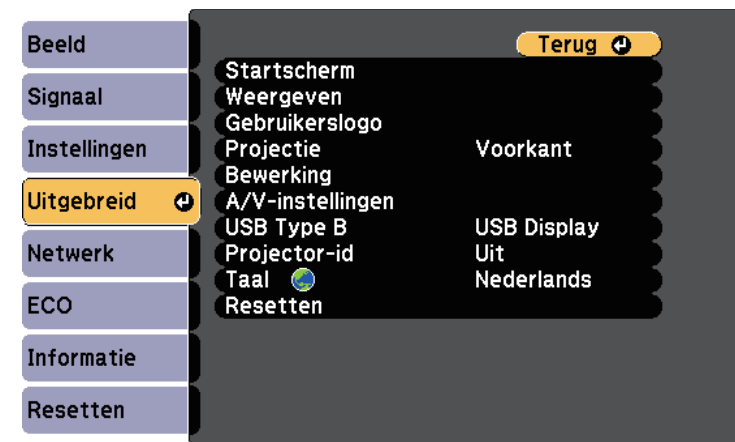 Beeld
Signaal
Instellingen
Uitgebreid
Netwerk
ECO
Informatie
Resetten
Terug
Startscherm
Weergeven
Gebruikerslogo
Projectie Voorkant
Bewerking
A/V-instellingen
USB Type B USB Display
Projector-id Uit
Taal Nederlands
Resetten